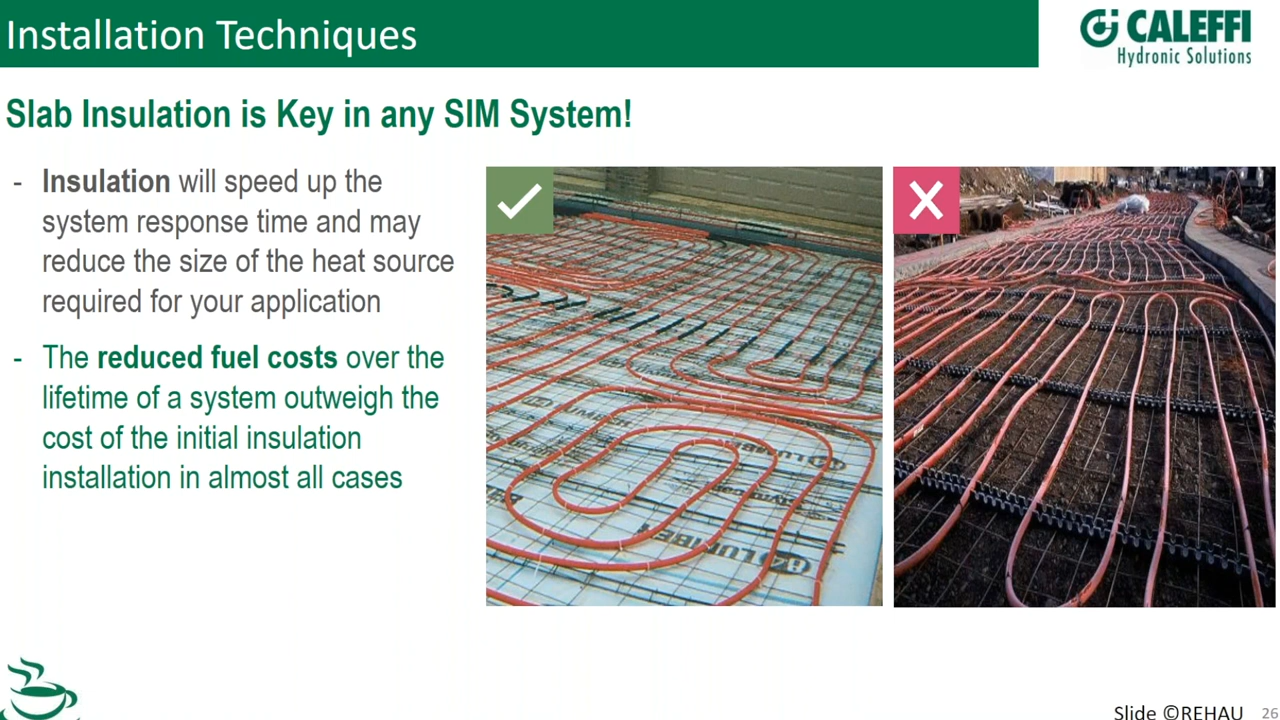 Installation Techniques
CALEFFI
Hydronic Solutions
Slab Insulation is Key in any SIM System!
- Insulation will speed up the
system response time and may
reduce the size of the heat source
required for your application
- The reduced fuel costs over the
lifetime of a system outweigh the
cost of the initial insulation
installation in almost all cases
84 LUMBER
Slide ©REHAU
26